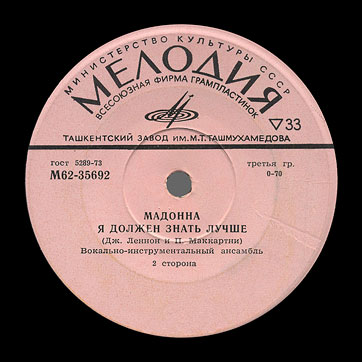 МИНИСТЕРСТВО КУЛЬТУРЫ СССР
МЕЛОДИЯ
ВСЕСОЮЗНАЯ ФИРМА ГРАМПЛАСТИНОК
▽33
ТАШКЕНТСКИЙ ЗАВОД ИМ. М.Т. ТАШМУХАМЕДОВА
гост 5289-73 третья гр.
М62-35692 0-70
МАДОННА
Я ДОЛЖЕН ЗНАТЬ ЛУЧШЕ
(Дж. Леннон и П. Маккартни)
Вокально-инструментальный ансамбль
2 сторона